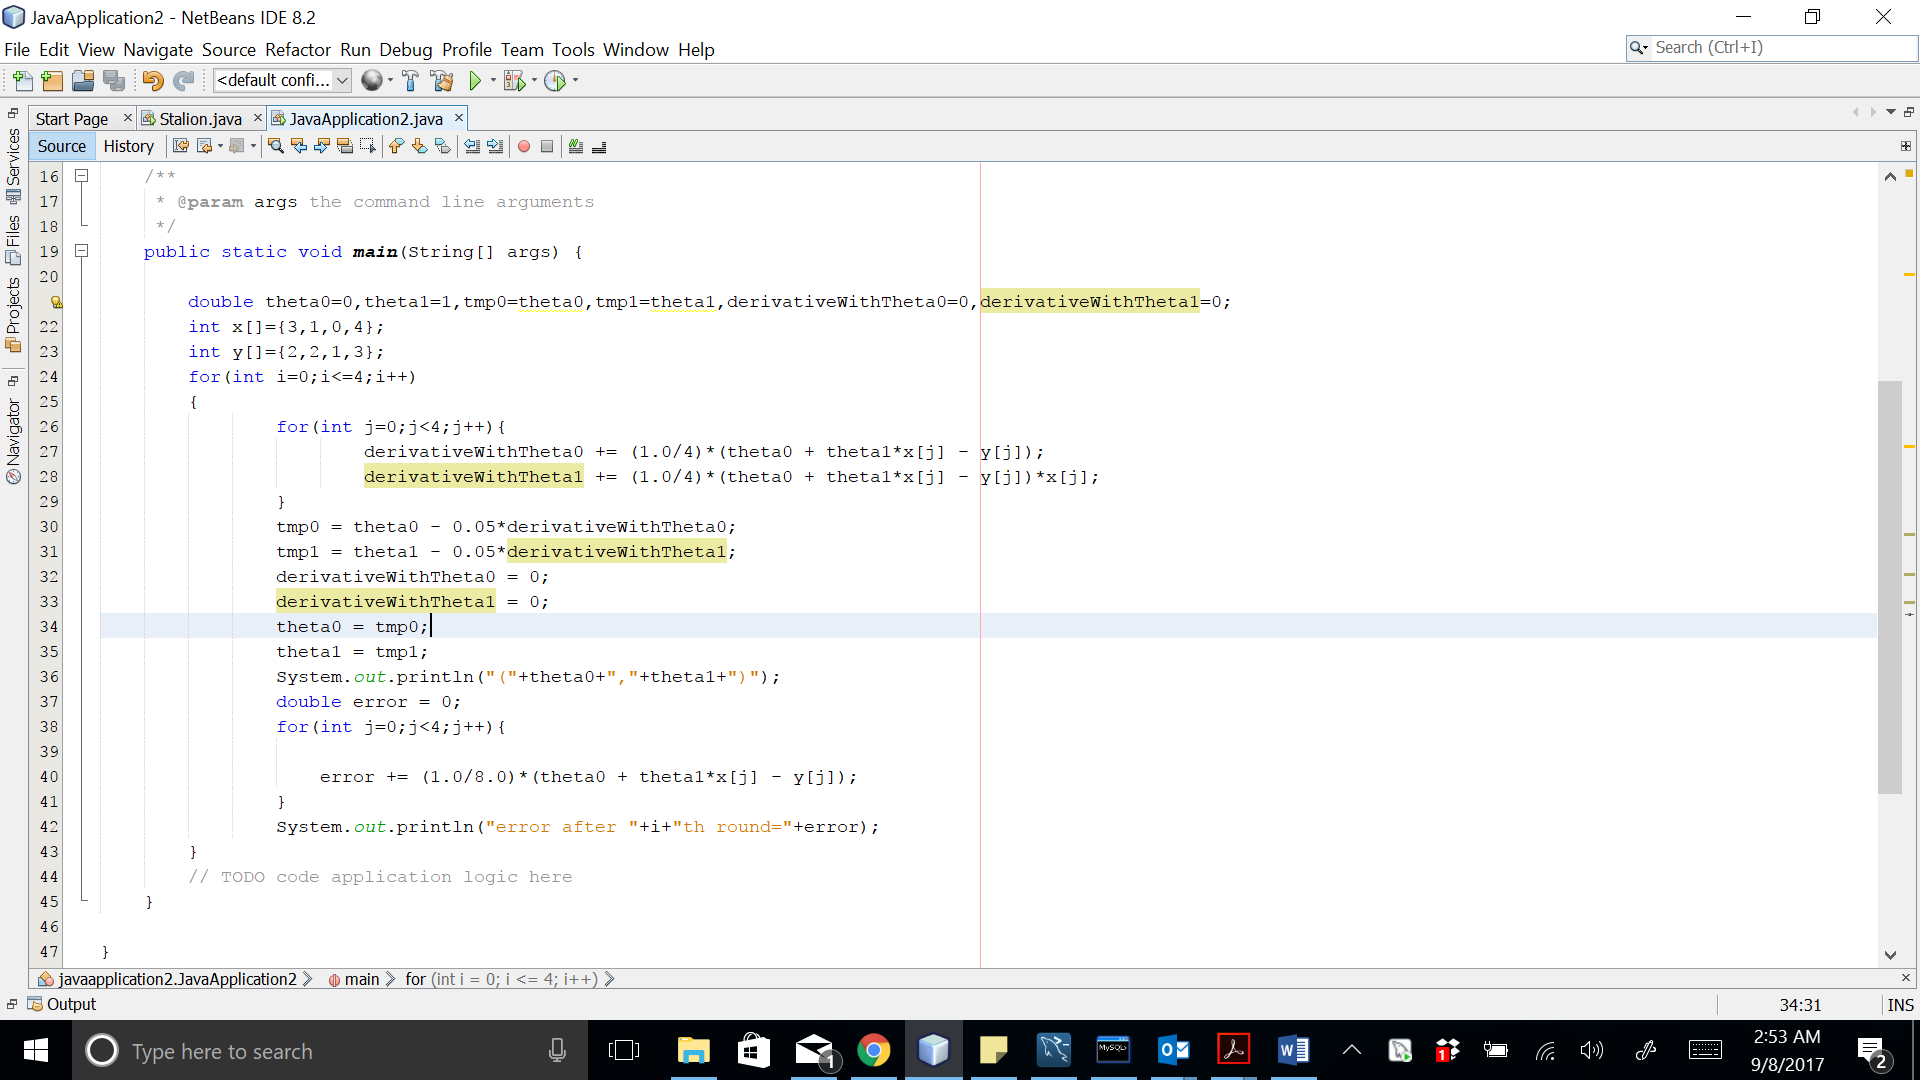 JavaApplication2 - NetBeans IDE 8.2
File Edit View Navigate Source Refactor Run Debug Profile Team Tools Window Help
Search (Ctrl+I)
<default confi...
Start Page Stalion.java JavaApplication2.java
Source History
Services
Files
Projects
Navigator
16 /**
17 * @param args the command line arguments
18 */
19 public static void main(String[] args) {
20
double theta0=0,theta1=1,tmp0=theta0,tmp1=theta1,derivativeWithTheta0=0,derivativeWithTheta1=0;
22 int x[]={3,1,0,4};
23 int y[]={2,2,1,3};
24 for(int i=0;i<=4;i++)
25 {
26 for(int j=0;j<4;j++){
27 derivativeWithTheta0 += (1.0/4)*(theta0 + theta1*x[j] - y[j]);
28 derivativeWithTheta1 += (1.0/4)*(theta0 + theta1*x[j] - y[j])*x[j];
29 }
30 tmp0 = theta0 - 0.05*derivativeWithTheta0;
31 tmp1 = theta1 - 0.05*derivativeWithTheta1;
32 derivativeWithTheta0 = 0;
33 derivativeWithTheta1 = 0;
34 theta0 = tmp0;
35 theta1 = tmp1;
36 System.out.println("("+theta0+","+theta1+")");
37 double error = 0;
38 for(int j=0;j<4;j++){
39
40 error += (1.0/8.0)*(theta0 + theta1*x[j] - y[j]);
41 }
42 System.out.println("error after "+i+"th round="+error);
43 }
44 // TODO code application logic here
45 }
46
47 }
javaapplication2.JavaApplication2 main for (int i = 0; i <= 4; i++)
Output
34:31 INS
Type here to search
1
MySQL
1
2:53 AM
9/8/2017
2